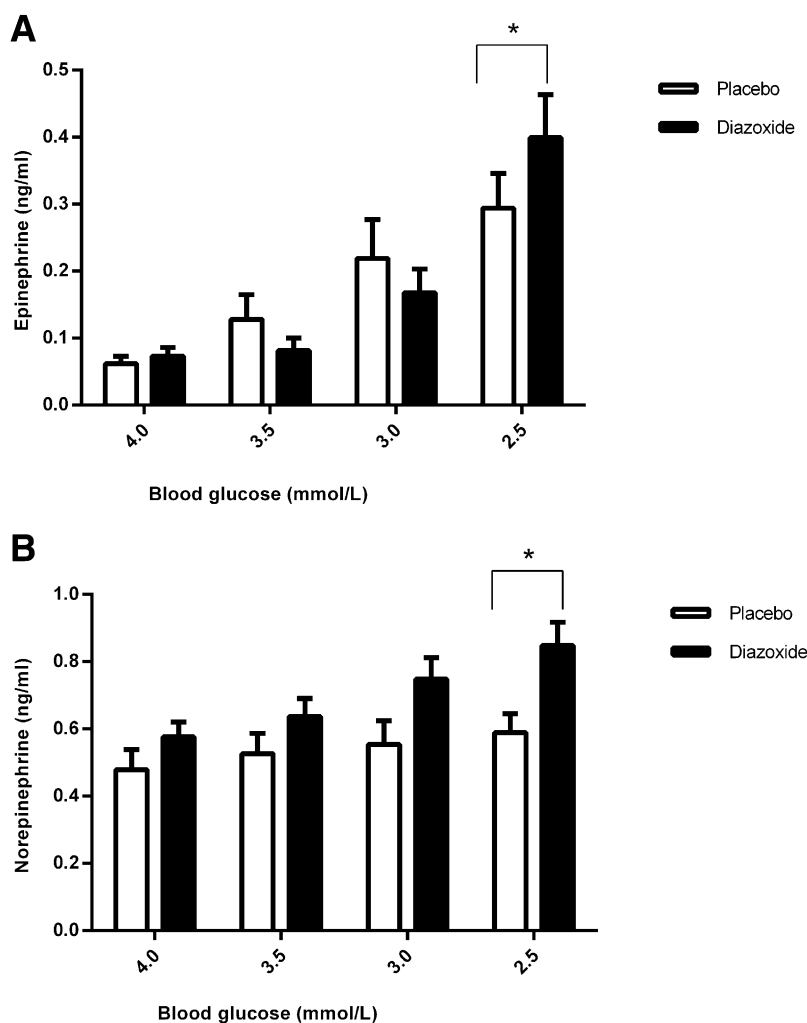 A
*
Placebo
Diazoxide
Epinephrine (ng/ml)
0.5
0.4
0.3
0.2
0.1
0.0
4.0
3.5
3.0
2.5
Blood glucose (mmol/L)
B
*
Placebo
Diazoxide
Norepinephrine (ng/ml)
1.0
0.8
0.6
0.4
0.2
0.0
4.0
3.5
3.0
2.5
Blood glucose (mmol/L)